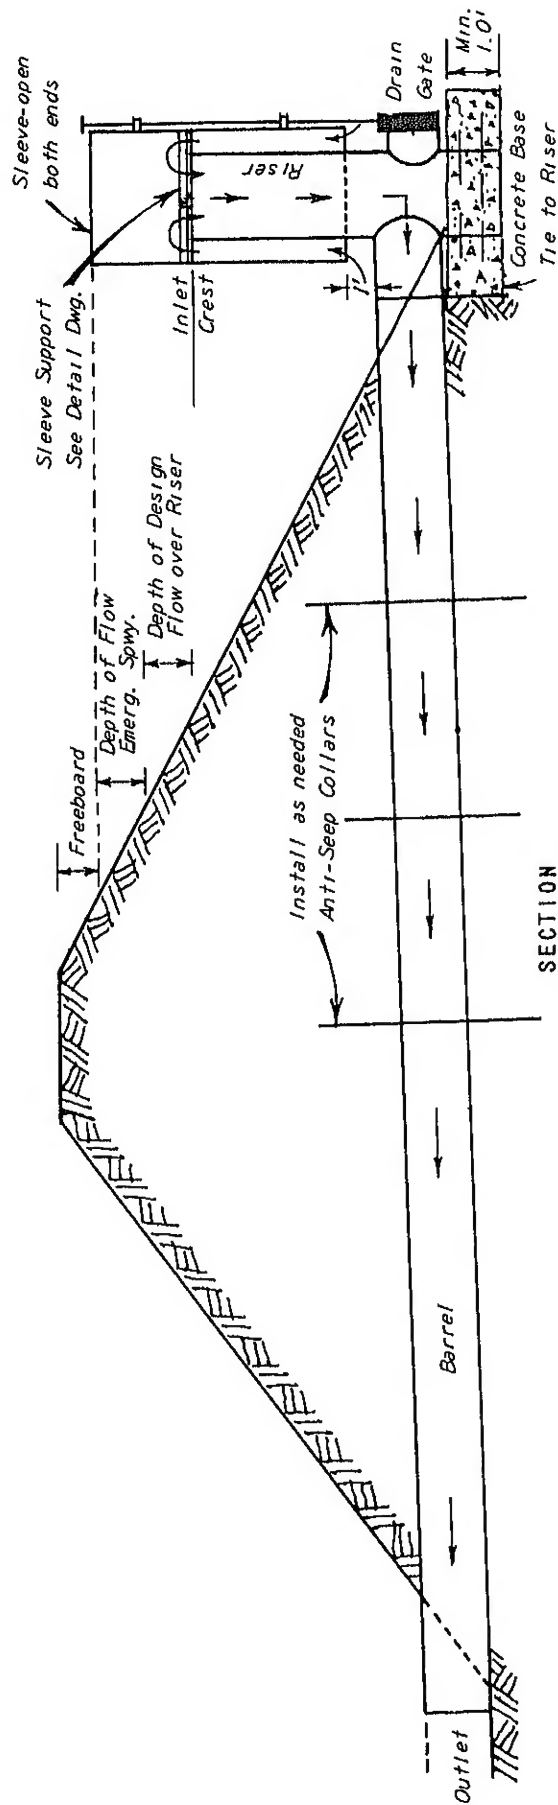 Sleeve-open
both ends
Sleeve Support
See Detail Dwg.
Freeboard
Depth of Flow
Emerg. Spwy.
Depth of Design
Flow over Riser
Inlet
Crest
Riser
1'
Drain
Gate
Min.
1.0'
Concrete Base
Tie to Riser
Install as needed
Anti-Seep Collars
Barrel
Outlet
SECTION